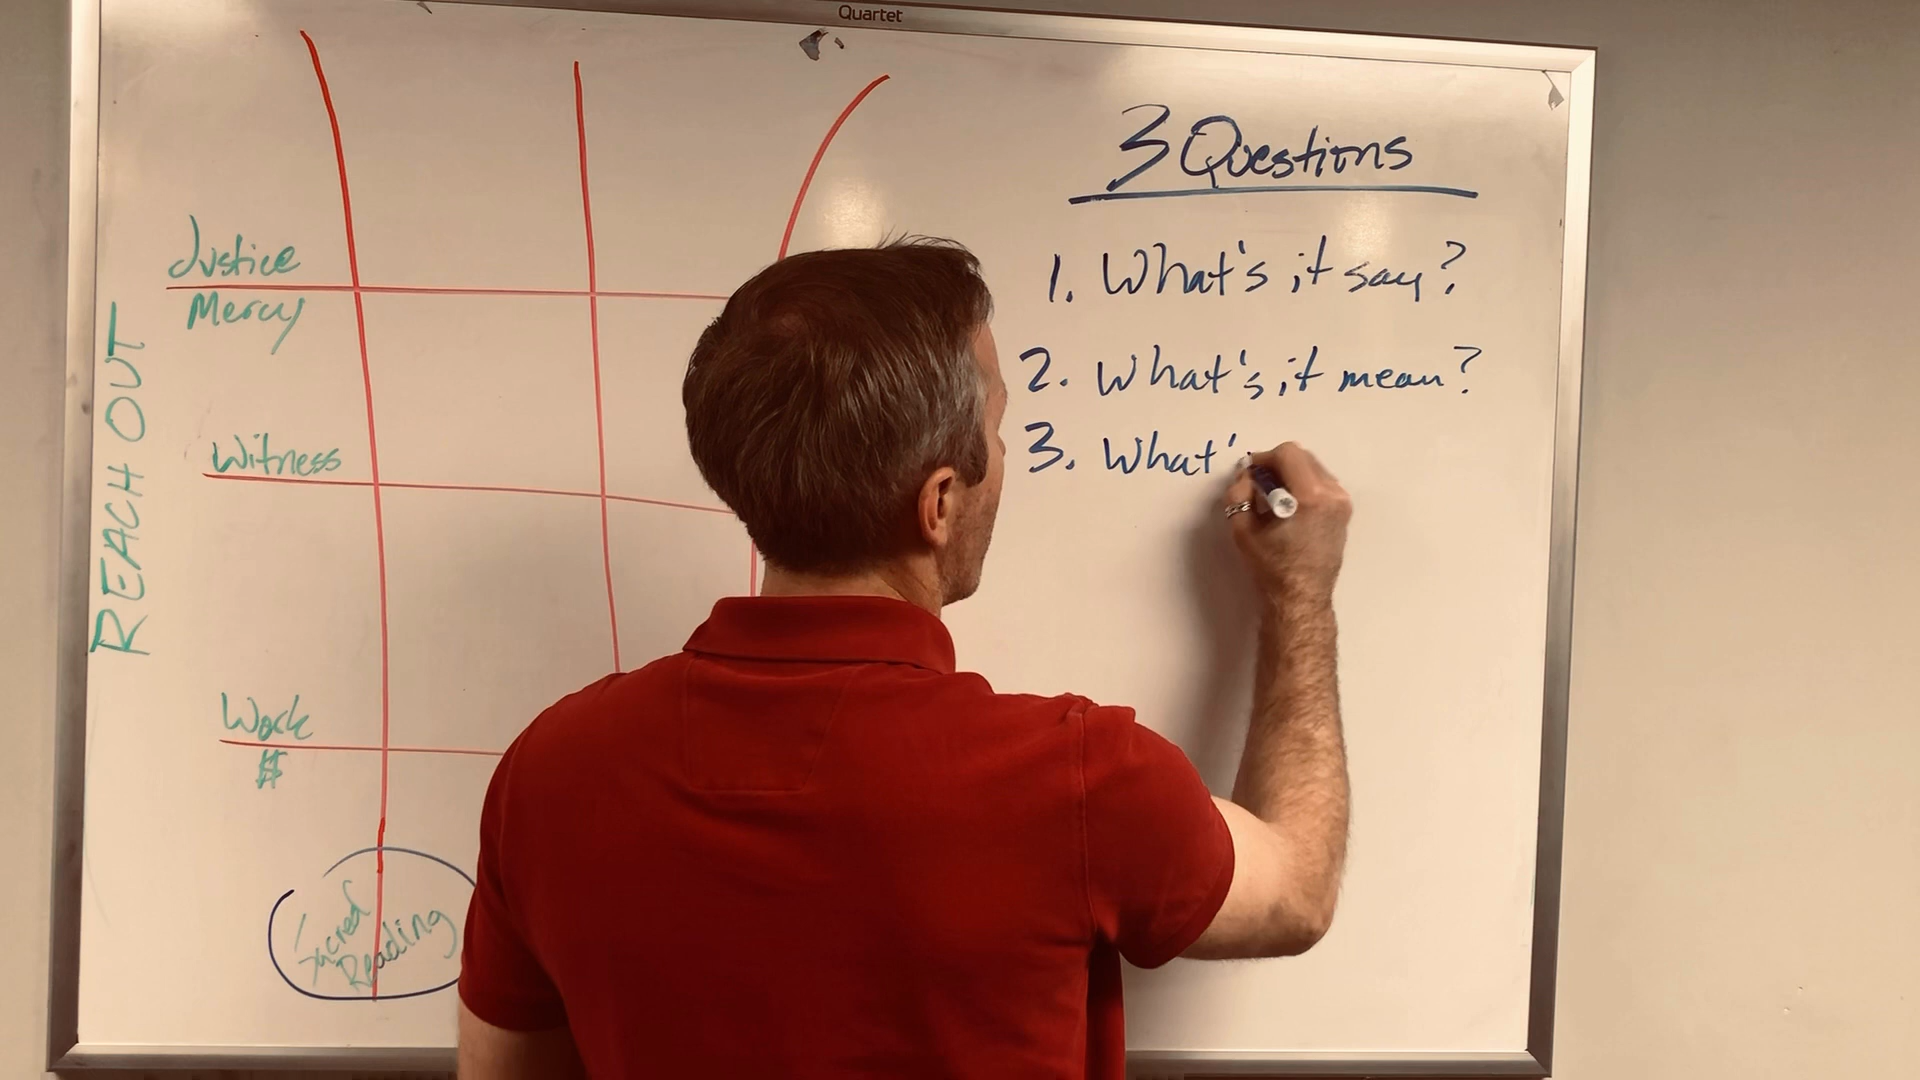 Quartet
REACH OUT
Justice
Mercy
Witness
Work
$
Sacred
Reading
3 Questions
1. What's it say?
2. What's it mean?
3. What'